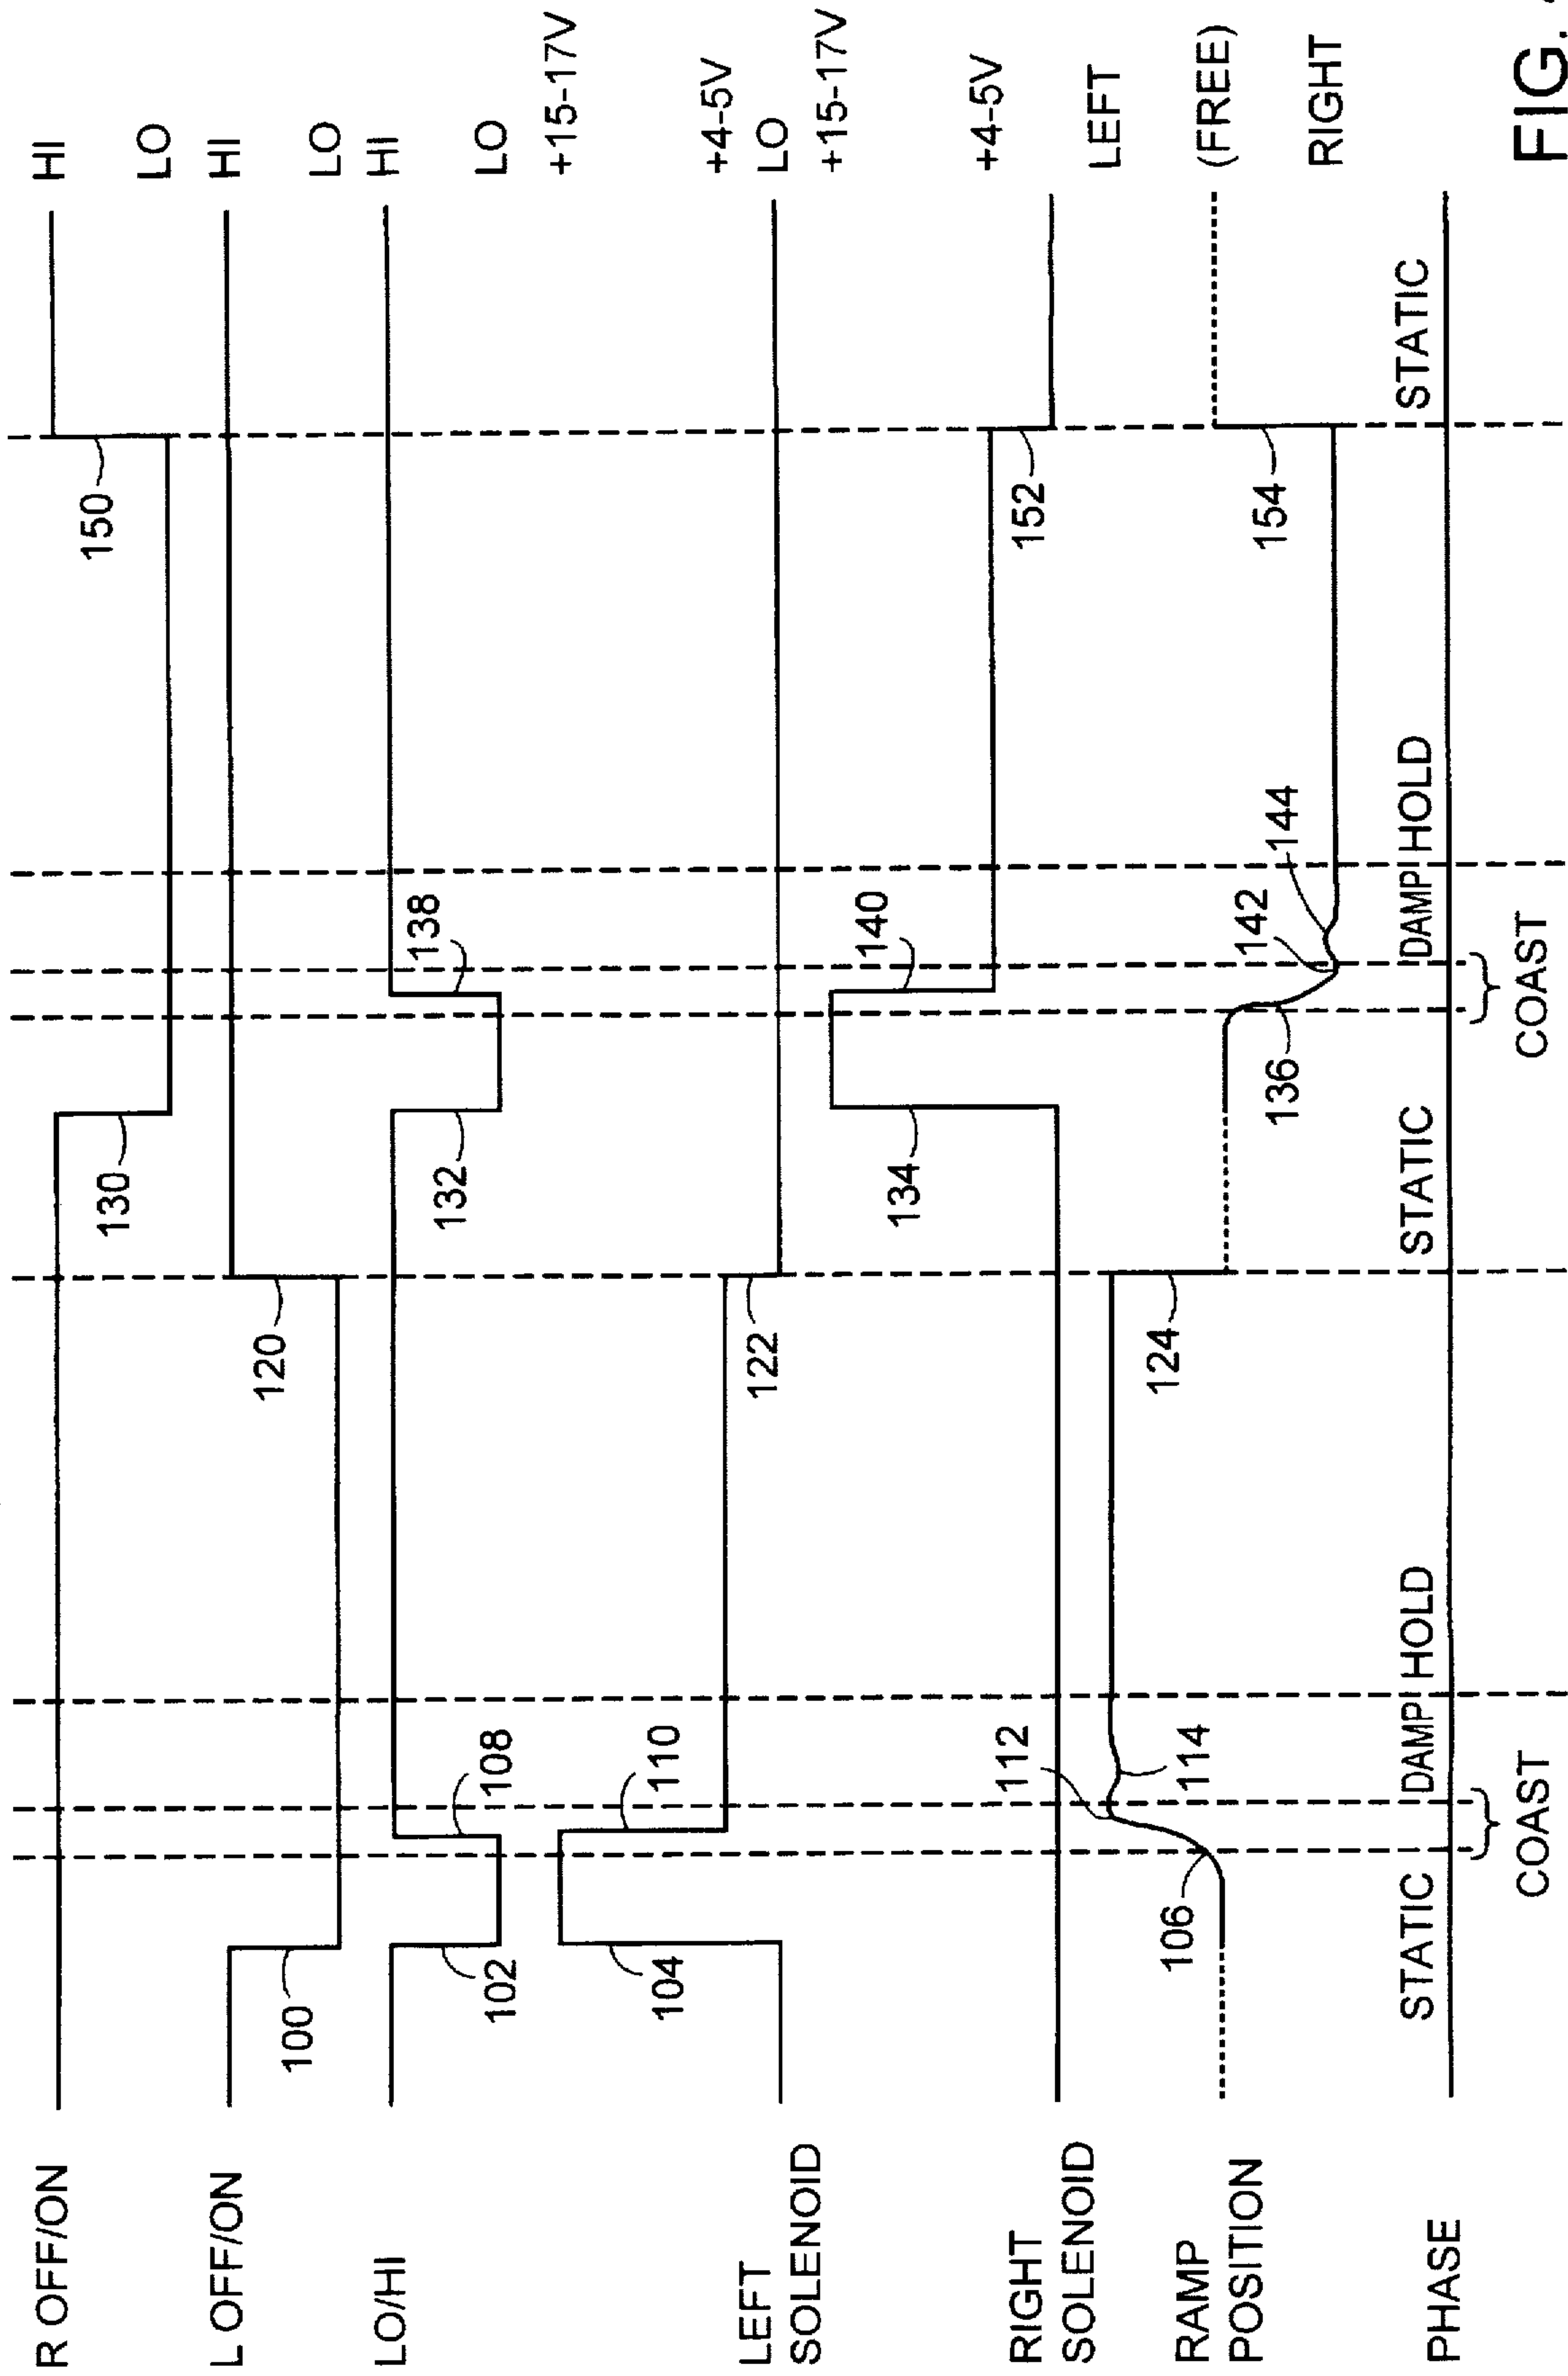 R OFF/ON
HI
LO
130
150
L OFF/ON
HI
LO
100
120
LO/HI
HI
LO
102
108
132
138
LEFT
SOLENOID
+15-17V
+4-5V
LO
104
110
122
RIGHT
SOLENOID
+15-17V
+4-5V
134
140
152
RAMP
POSITION
LEFT
(FREE)
RIGHT
106
112
114
124
136
142
144
154
PHASE
STATIC
DAMP
HOLD
STATIC
DAMP
HOLD
STATIC
COAST
COAST
FIG.